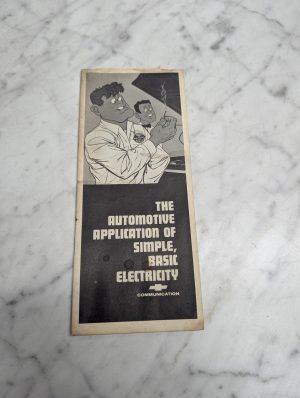 THE
AUTOMOTIVE
APPLICATION OF
SIMPLE,
BASIC
ELECTRICITY
COMMUNICATION